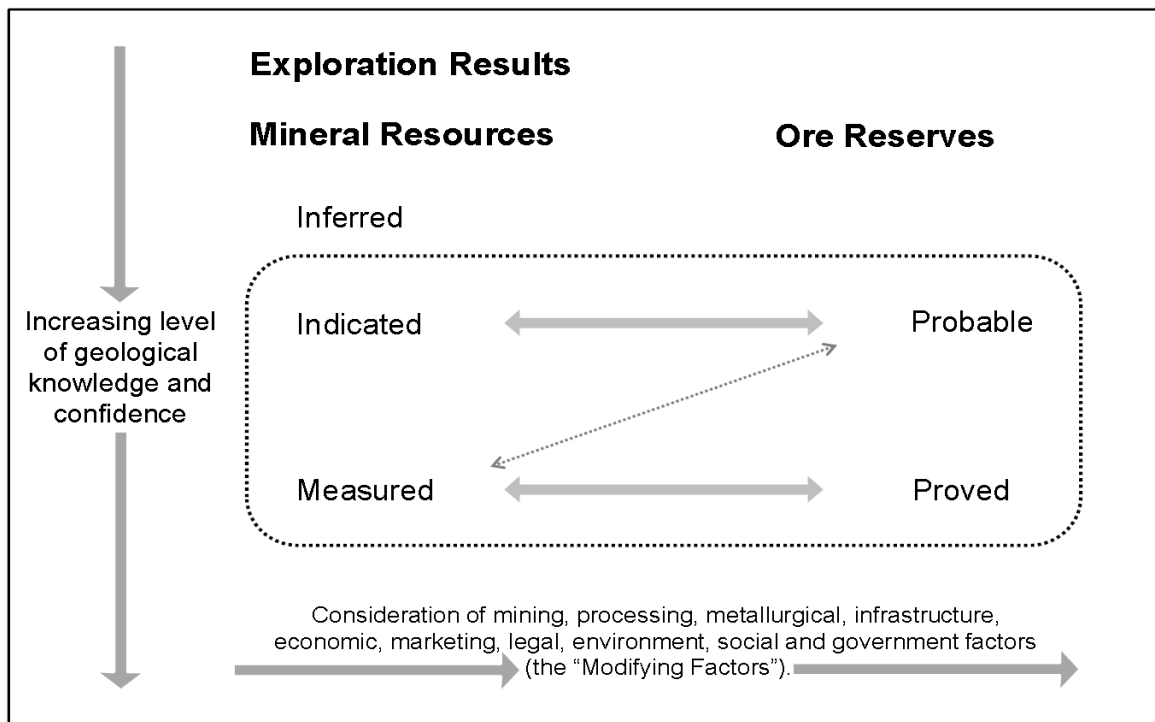 Exploration Results
Mineral Resources
Ore Reserves
Inferred
Indicated
Probable
Increasing level
of geological
knowledge and
confidence
Measured
Proved
Consideration of mining, processing, metallurgical, infrastructure,
economic, marketing, legal, environment, social and government factors
(the “Modifying Factors”).